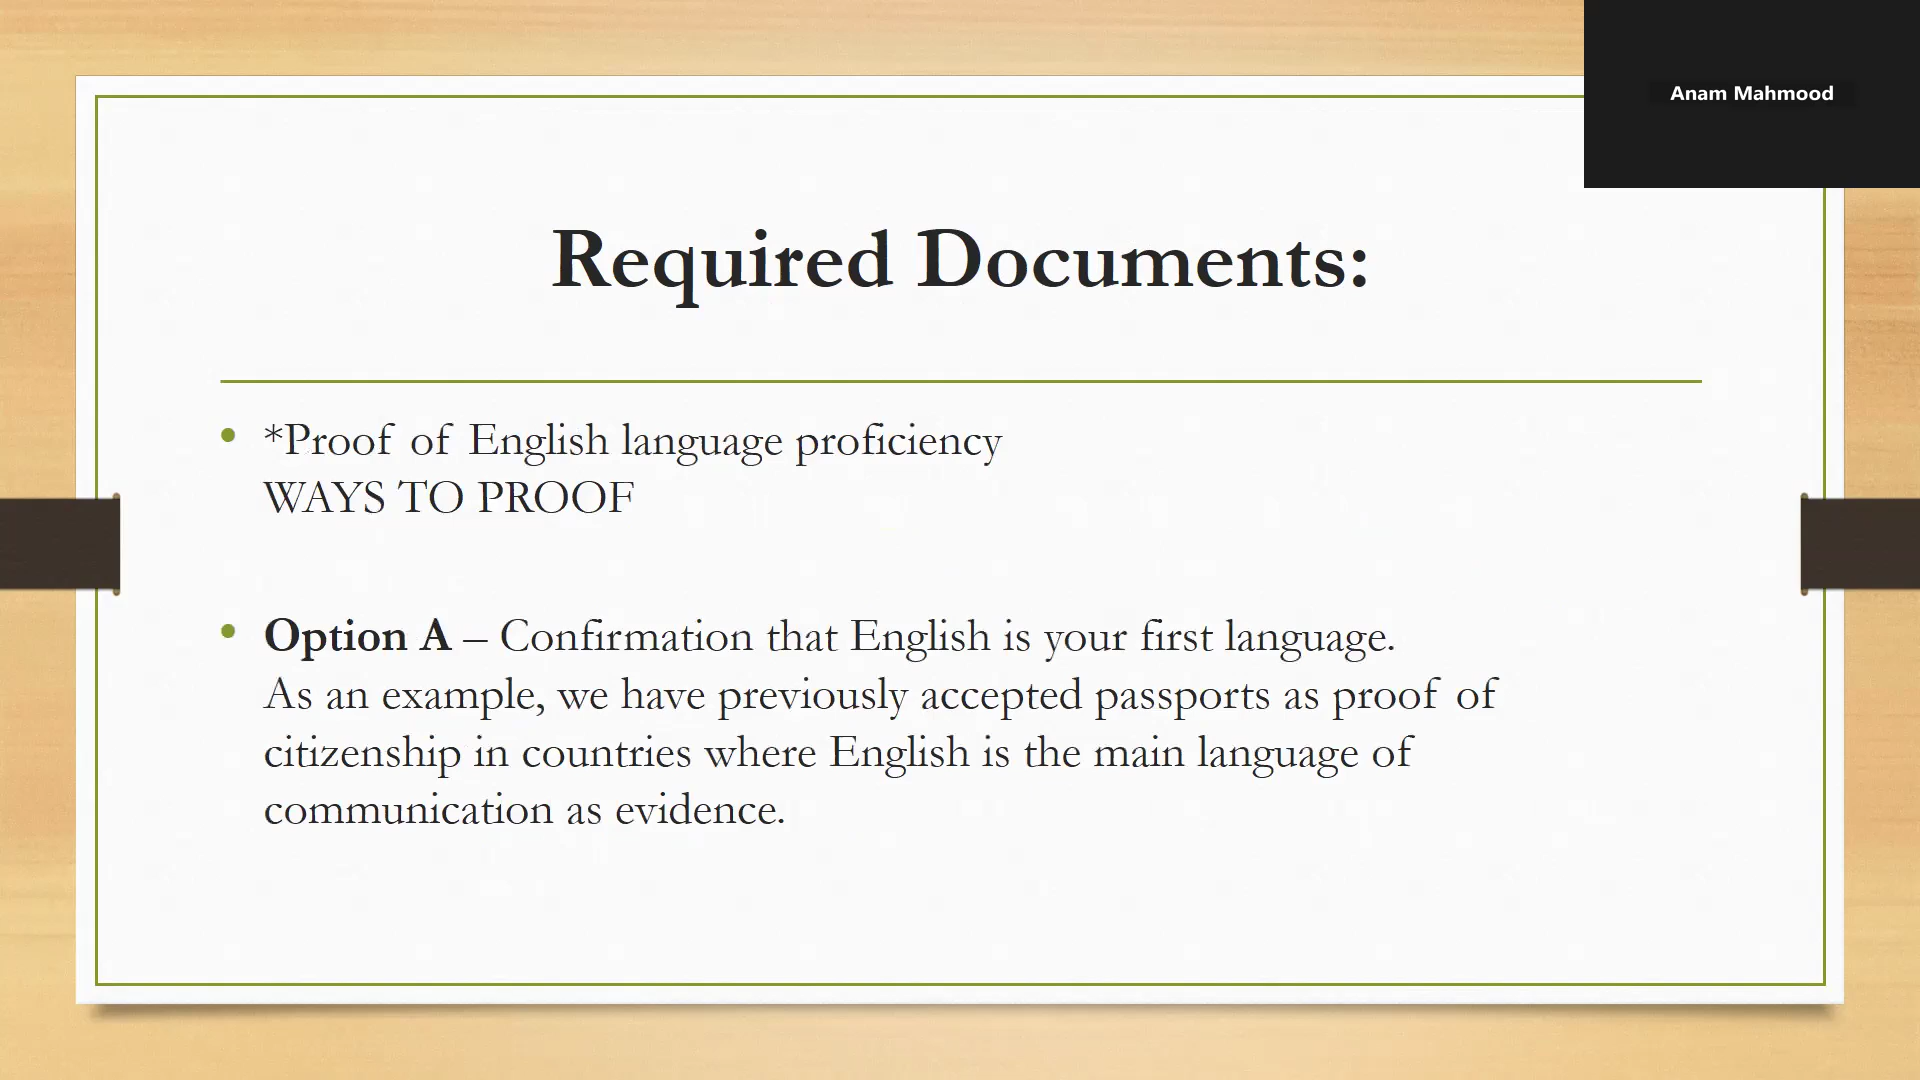 Anam Mahmood
Required Documents:
• *Proof of English language proficiency
WAYS TO PROOF
• Option A – Confirmation that English is your first language.
As an example, we have previously accepted passports as proof of
citizenship in countries where English is the main language of
communication as evidence.